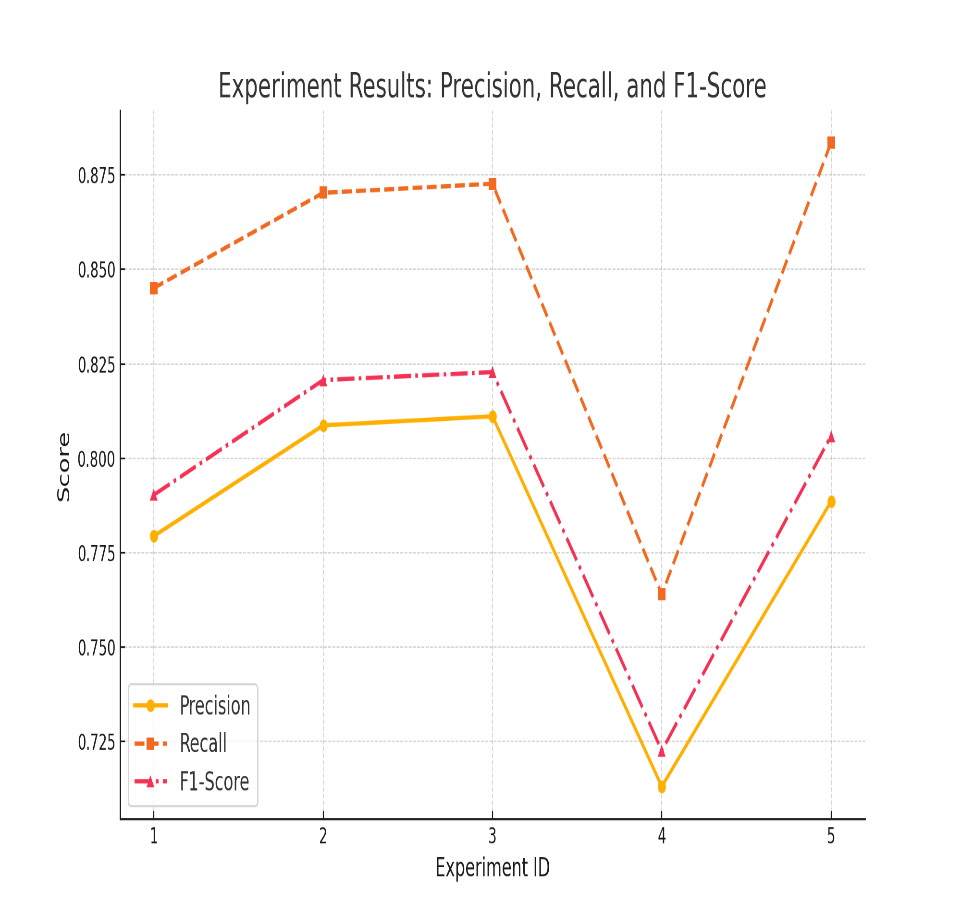 Experiment Results: Precision, Recall, and F1-Score
0.875
0.850
0.825
0.800
0.775
0.750
0.725
Score
Precision
Recall
F1-Score
1 2 3 4 5
Experiment ID